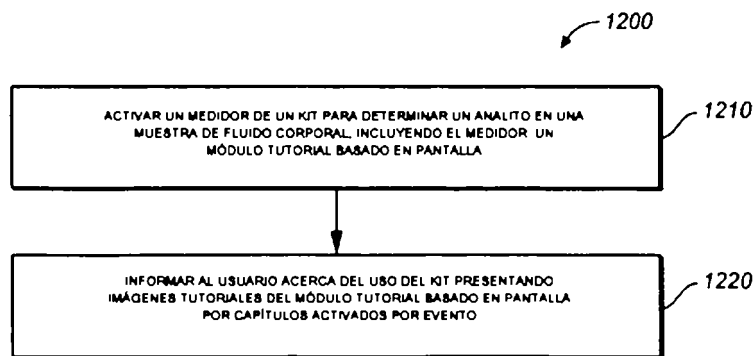 1200
ACTIVAR UN MEDIDOR DE UN KIT PARA DETERMINAR UN ANALITO EN UNA
MUESTRA DE FLUIDO CORPORAL, INCLUYENDO EL MEDIDOR UN
MÓDULO TUTORIAL BASADO EN PANTALLA
1210
INFORMAR AL USUARIO ACERCA DEL USO DEL KIT PRESENTANDO
IMÁGENES TUTORIALES DEL MÓDULO TUTORIAL BASADO EN PANTALLA
POR CAPÍTULOS ACTIVADOS POR EVENTO
1220